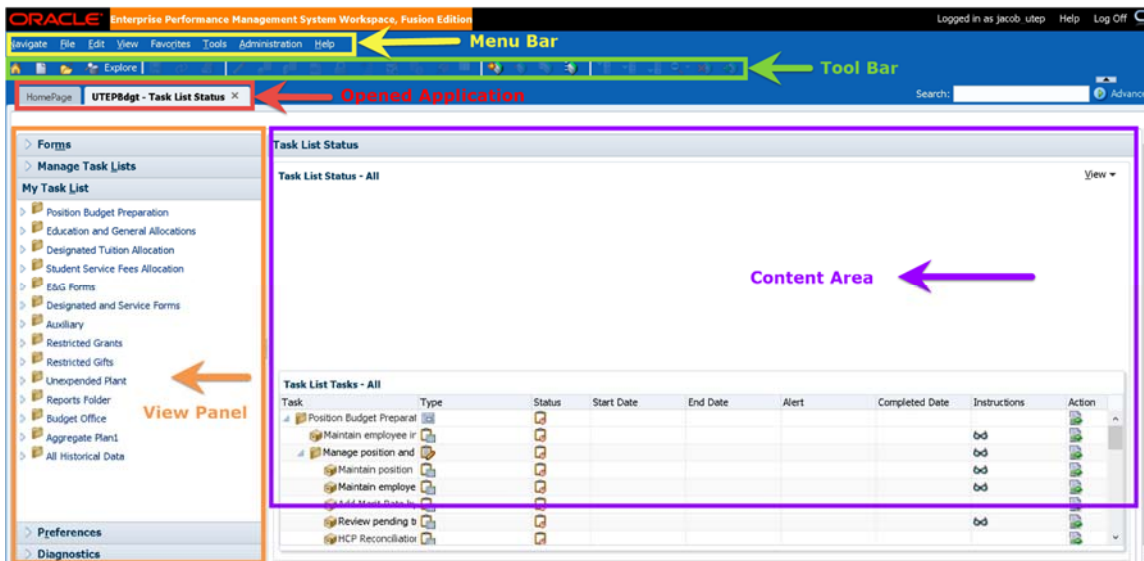 ORACLE Enterprise Performance Management System Workspace, Fusion Edition
Logged in as jacob_utep Help Log Off
Navigate File Edit View Favorites Tools Administration Help
Menu Bar
Explore
Tool Bar
HomePage UTEPBdgt - Task List Status ×
Opened Application
Search:
Advanc
Forms
Manage Task Lists
My Task List
Position Budget Preparation
Education and General Allocations
Designated Tuition Allocation
Student Service Fees Allocation
E&G Forms
Designated and Service Forms
Auxiliary
Restricted Grants
Restricted Gifts
Unexpended Plant
Reports Folder
Budget Office
Aggregate Plan1
All Historical Data
View Panel
Preferences
Diagnostics
Task List Status
Task List Status - All
View
Content Area
Task List Tasks - All
Task Type Status Start Date End Date Alert Completed Date Instructions Action
Position Budget Preparat
Maintain employee ir
Manage position and
Maintain position
Maintain employe
Add Merit Rate
Review pending b
HCP Reconciliation